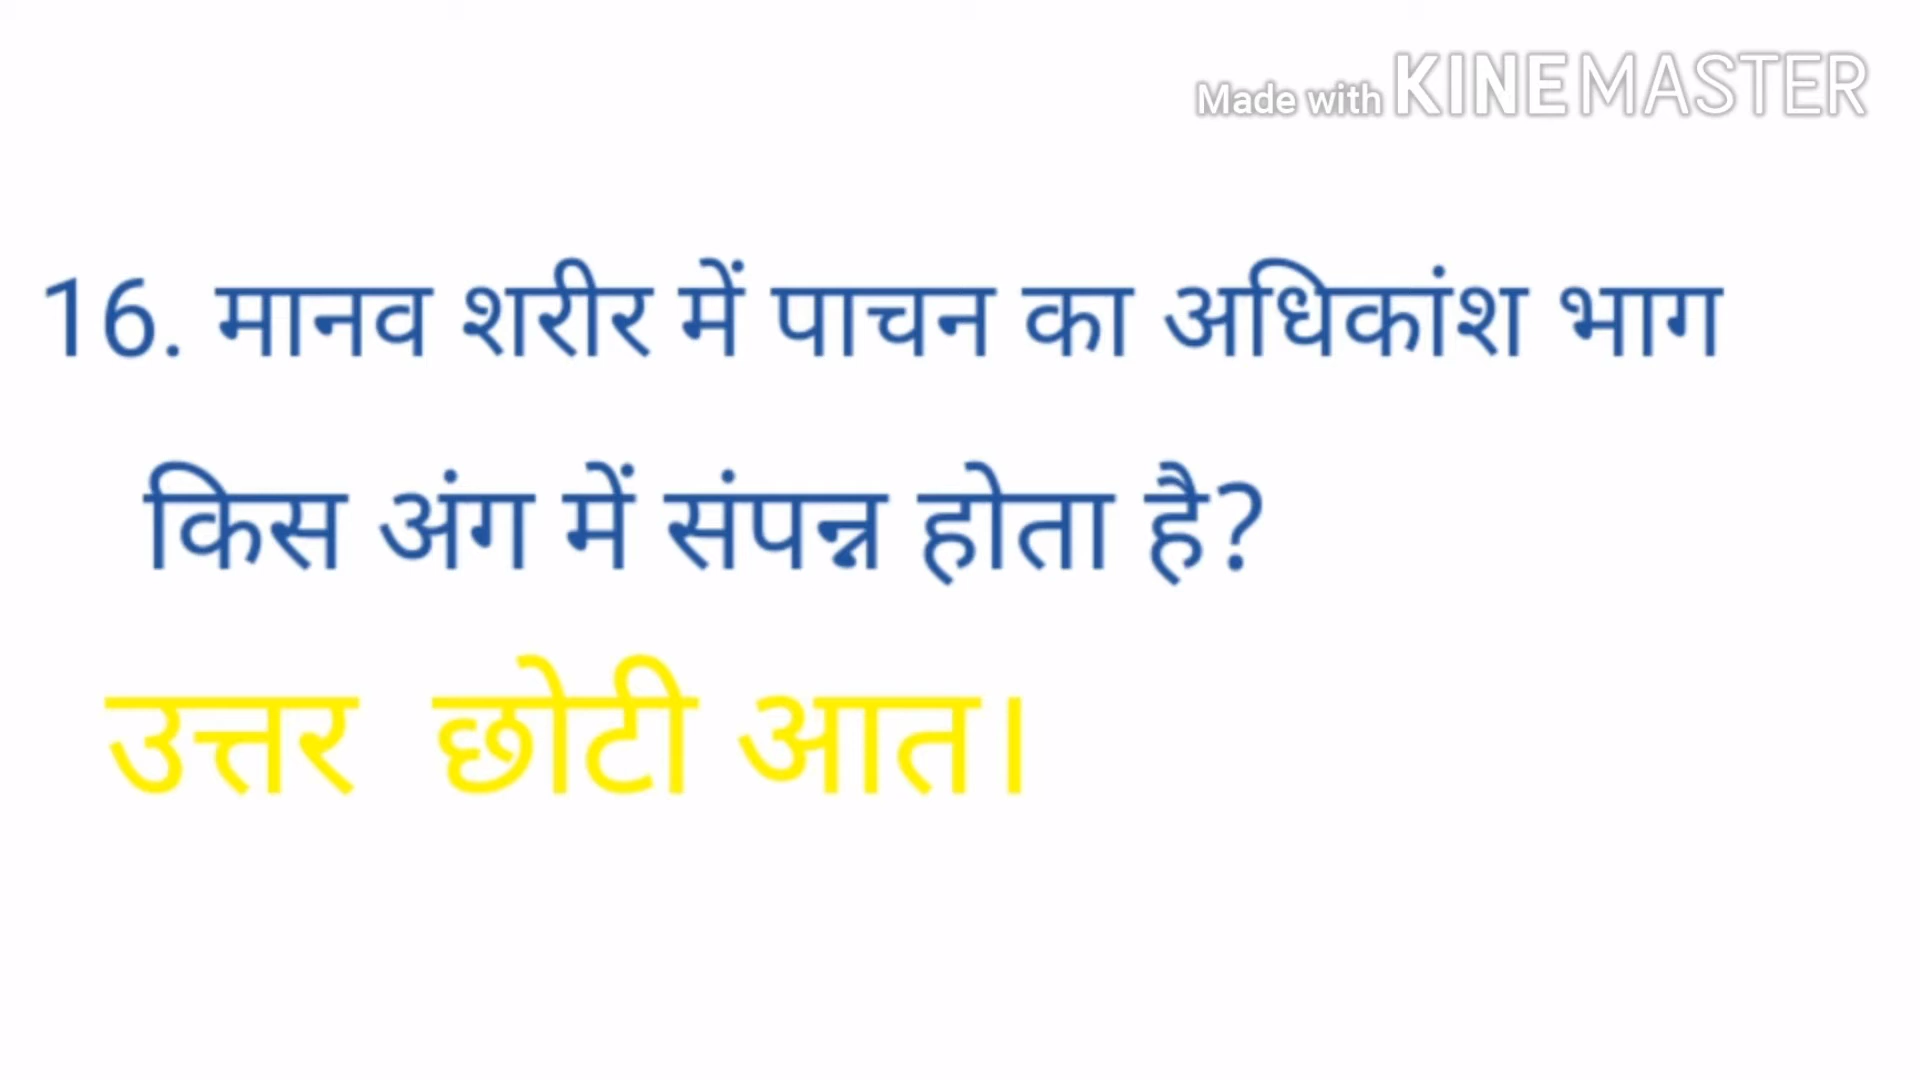 Made with KINEMASTER
16. मानव शरीर में पाचन का अधिकांश भाग
किस अंग में संपन्न होता है?
उत्तर छोटी आत।